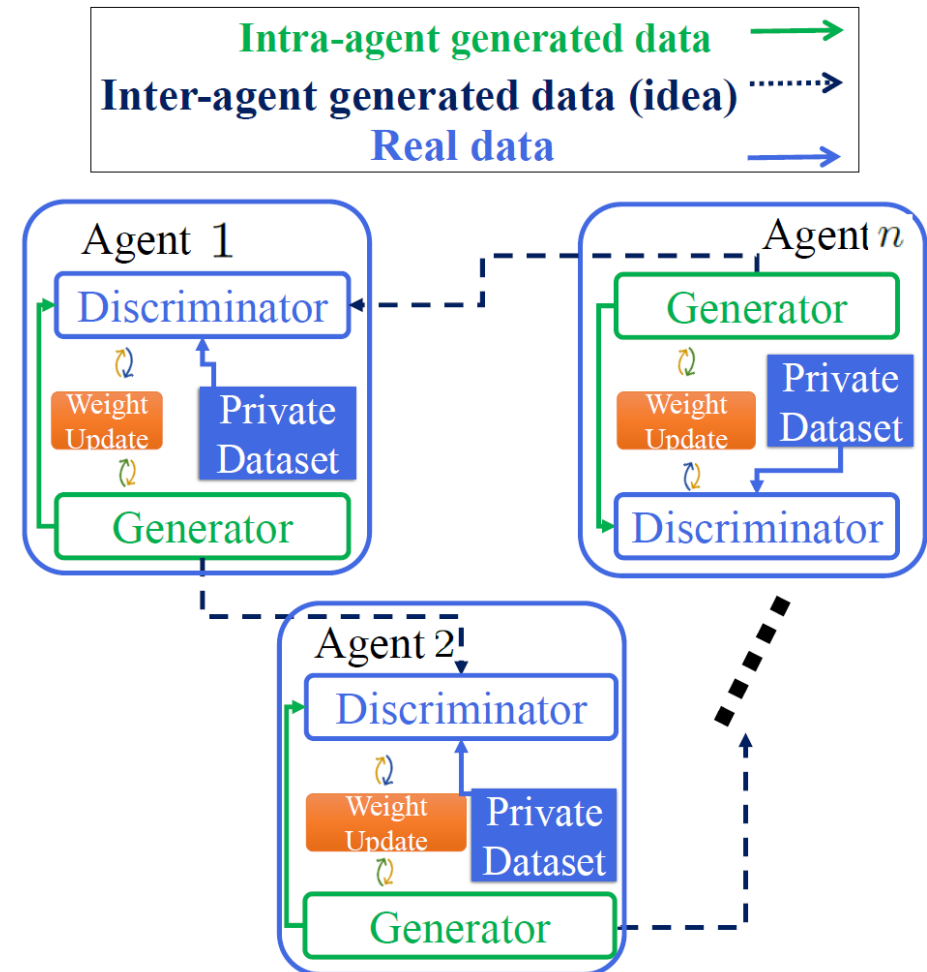 Intra-agent generated data
Inter-agent generated data (idea)
Real data
Agent 1
Discriminator
Weight
Update
Private
Dataset
Generator
Agent n
Generator
Weight
Update
Private
Dataset
Discriminator
Agent 2
Discriminator
Weight
Update
Private
Dataset
Generator